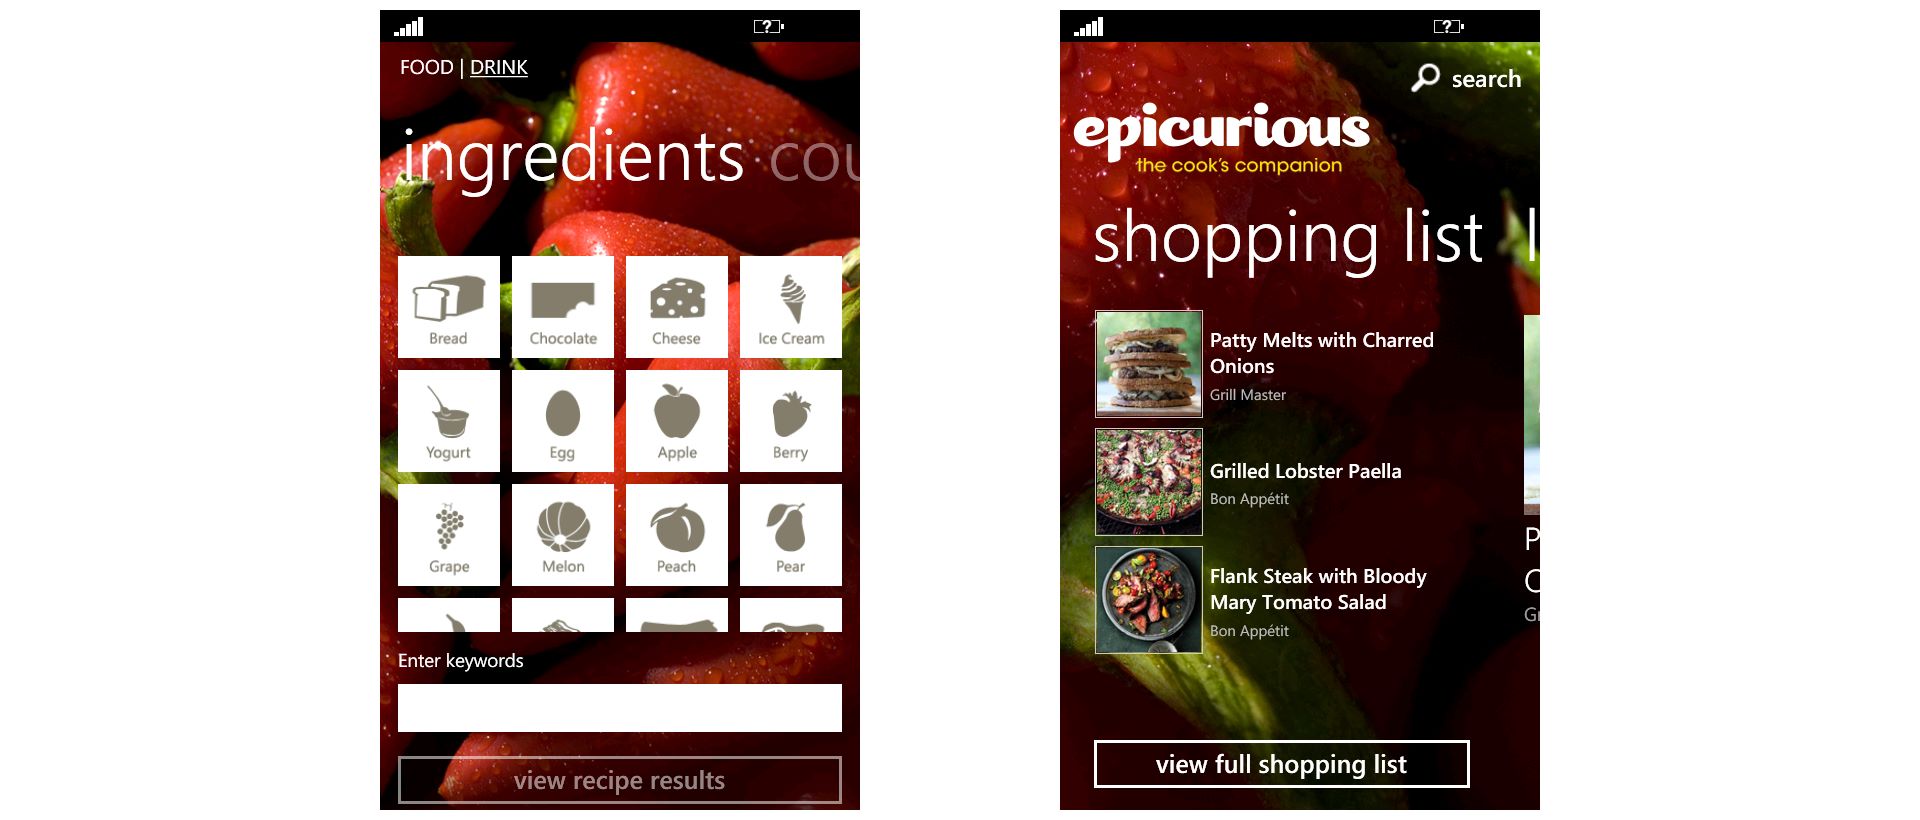 FOOD | DRINK
ingredients cou
Bread Chocolate Cheese Ice Cream
Yogurt Egg Apple Berry
Grape Melon Peach Pear
Enter keywords
view recipe results
search
epicurious
the cook's companion
shopping list l
Patty Melts with Charred
Onions
Grill Master
Grilled Lobster Paella
Bon Appétit
Flank Steak with Bloody
Mary Tomato Salad
Bon Appétit
P
C
Gr
view full shopping list